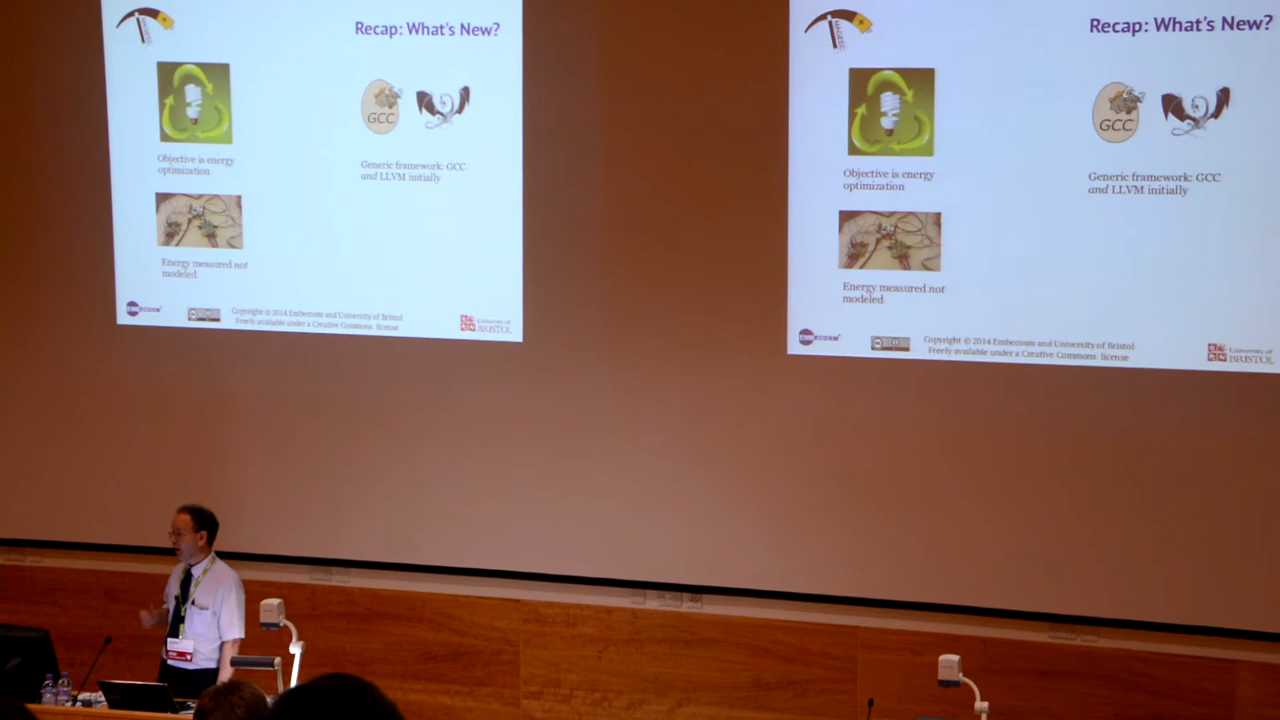 Recap: What's New?
GCC
Objective is energy
optimization
Generic framework: GCC
and LLVM initially
Energy measured not
modeled
EMBECOSM
Copyright © 2014 Embecosm and University of Bristol
Freely available under a Creative Commons license
University of
BRISTOL
MAGEEC
Recap: What's New?
GCC
Objective is energy
optimization
Generic framework: GCC
and LLVM initially
Energy measured not
modeled
EMBECOSM
Copyright © 2014 Embecosm and University of Bristol
Freely available under a Creative Commons license
University of
BRISTOL